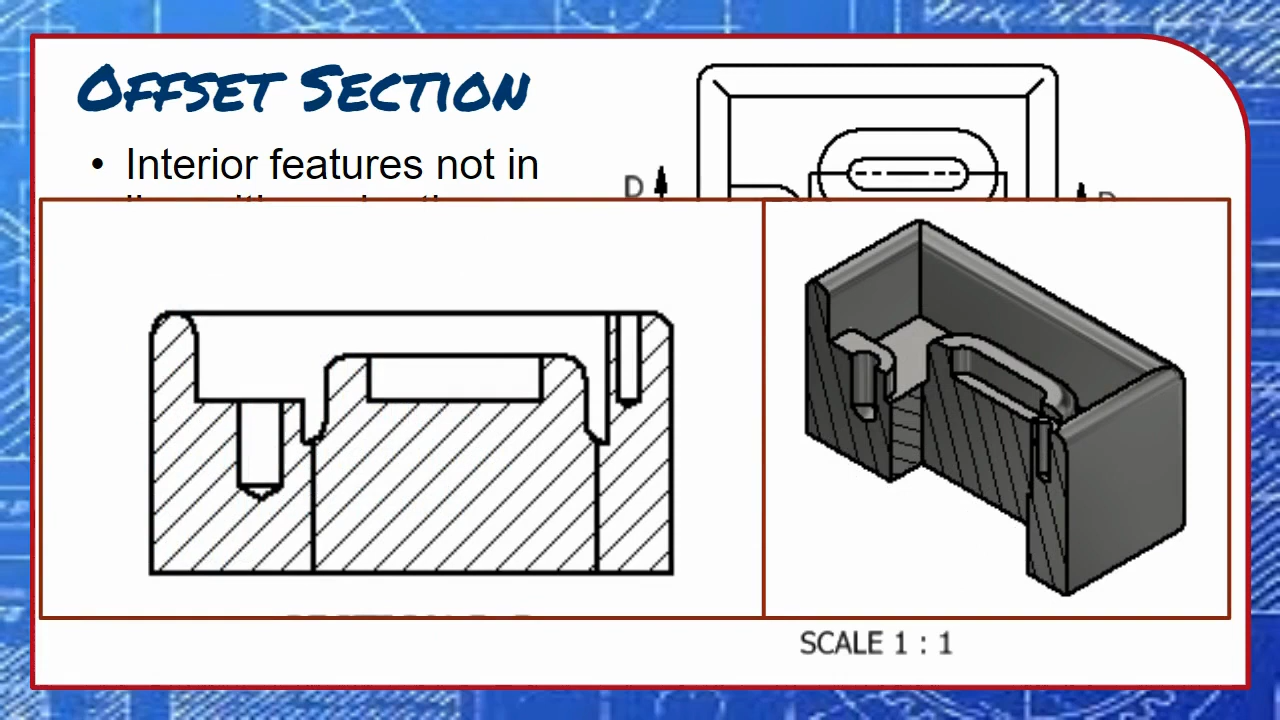 OFFSET SECTION
• Interior features not in
D
D
SCALE 1 : 1